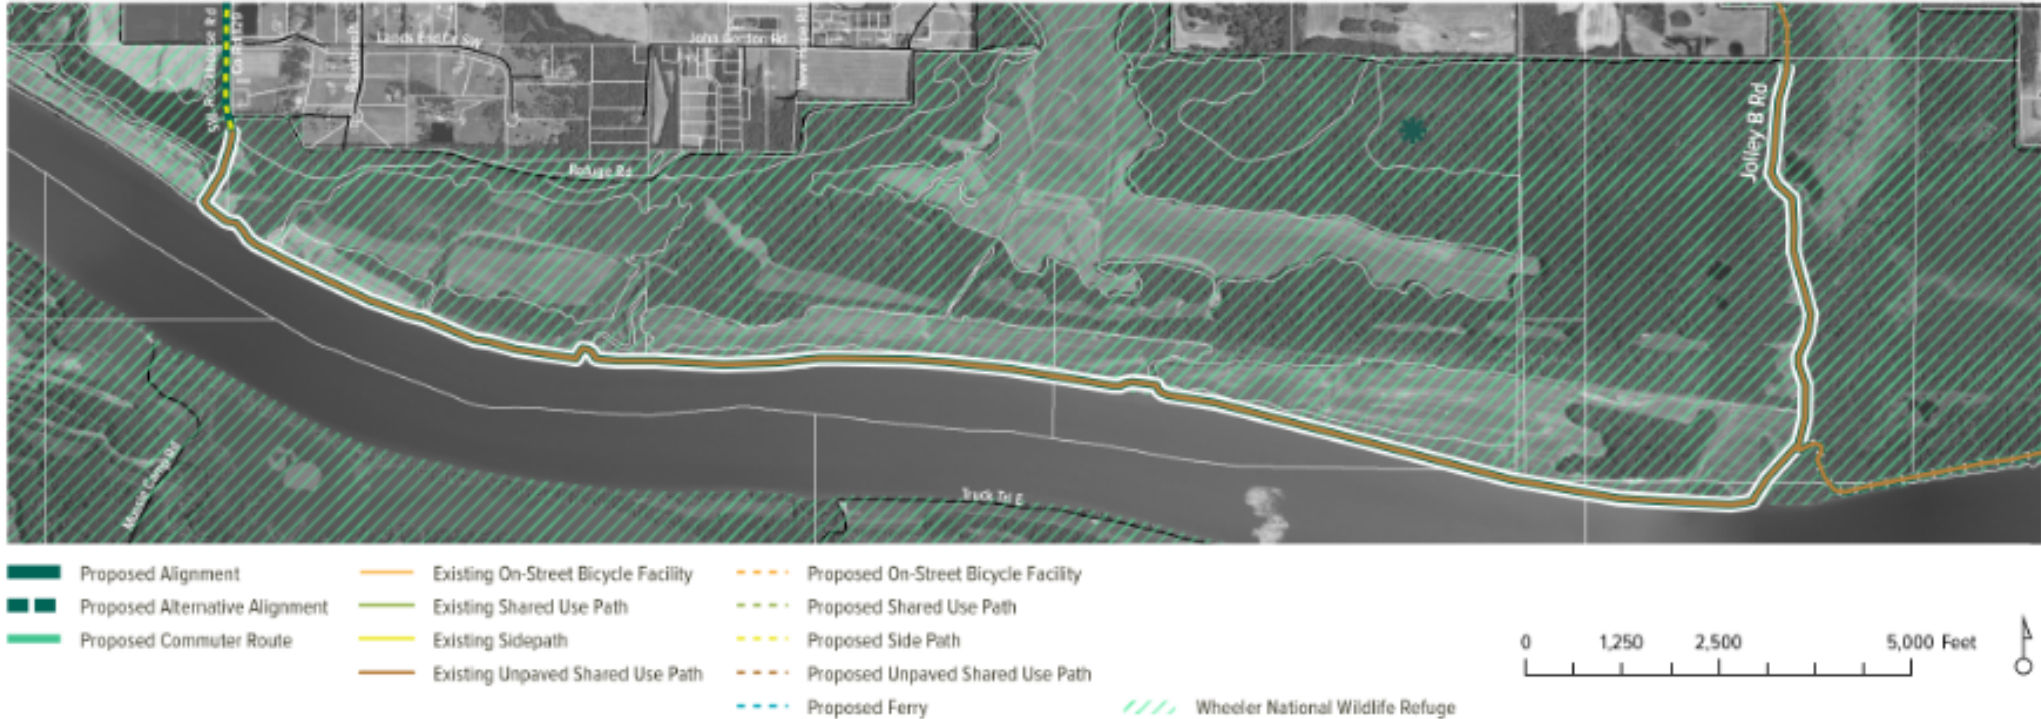 SW Rockhouse Rd
Lands End Cir SW
John Gordon Rd
Refuge Rd
Jolley B Rd
Truck Trl E
Proposed Alignment
Proposed Alternative Alignment
Proposed Commuter Route
Existing On-Street Bicycle Facility
Existing Shared Use Path
Existing Sidepath
Existing Unpaved Shared Use Path
Proposed On-Street Bicycle Facility
Proposed Shared Use Path
Proposed Side Path
Proposed Unpaved Shared Use Path
Proposed Ferry
Wheeler National Wildlife Refuge
0 1,250 2,500 5,000 Feet